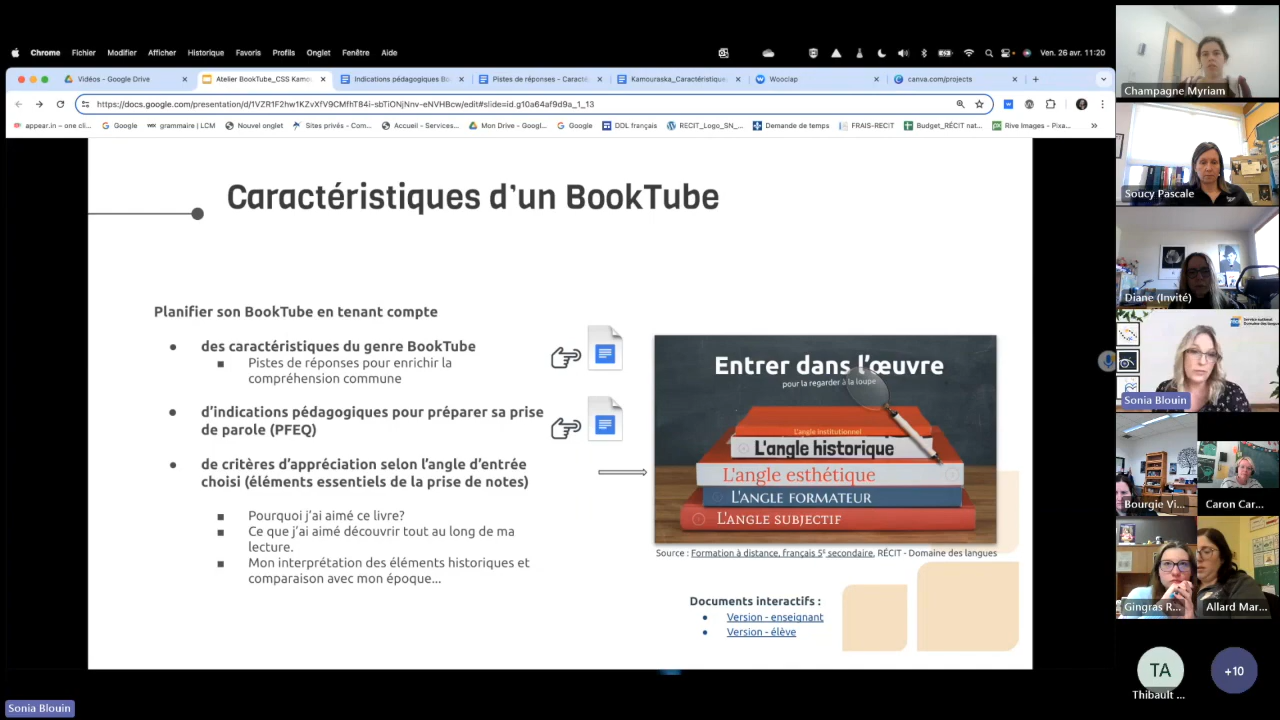 Chrome Fichier Modifier Afficher Historique Favoris Profils Onglet Fenêtre Aide
Ven. 26 avr. 11:20
Vidéos - Google Drive
Atelier BookTube_CSS Kamou
Indications pédagogiques B
Pistes de réponses - Caracté
Kamouraska_Caractéristique
Wooclap
canva.com/projects
https://docs.google.com/presentation/d/1VZR1F2hw1KZvXfV9CMfhT84i-sbTiONjNnv-eNVHBcw/edit#slide=id.g10a64af9d9a_1_13
appear.in – one cli...
Google
grammaire | LCM
Nouvel onglet
Sites privés - Com...
Accueil - Services...
Mon Drive - Googl...
Google
DDL français
RECIT_Logo_SN_...
Demande de temps
FRAIS-RECIT
Budget_RÉCIT nat...
Rive Images - Pixa...
Caractéristiques d’un BookTube
Planifier son BookTube en tenant compte
des caractéristiques du genre BookTube
Pistes de réponses pour enrichir la
compréhension commune
d’indications pédagogiques pour préparer sa prise
de parole (PFEQ)
de critères d’appréciation selon l’angle d’entrée
choisi (éléments essentiels de la prise de notes)
Pourquoi j’ai aimé ce livre?
Ce que j’ai aimé découvrir tout au long de ma
lecture.
Mon interprétation des éléments historiques et
comparaison avec mon époque...
Entrer dans l’œuvre
pour la regarder à la loupe
L'angle institutionnel
L'angle historique
L'angle esthétique
L'ANGLE FORMATEUR
L'ANGLE SUBJECTIF
Source : Formation à distance, français 5e secondaire, RÉCIT - Domaine des langues
Documents interactifs :
Version - enseignant
Version - élève
Champagne Myriam
Soucy Pascale
Diane (Invité)
Service national
Domaine des langues
Sonia Blouin
Bourgie Vi...
Caron Car...
Gingras R...
Allard Mar...
TA
Thibault ...
+10
Sonia Blouin